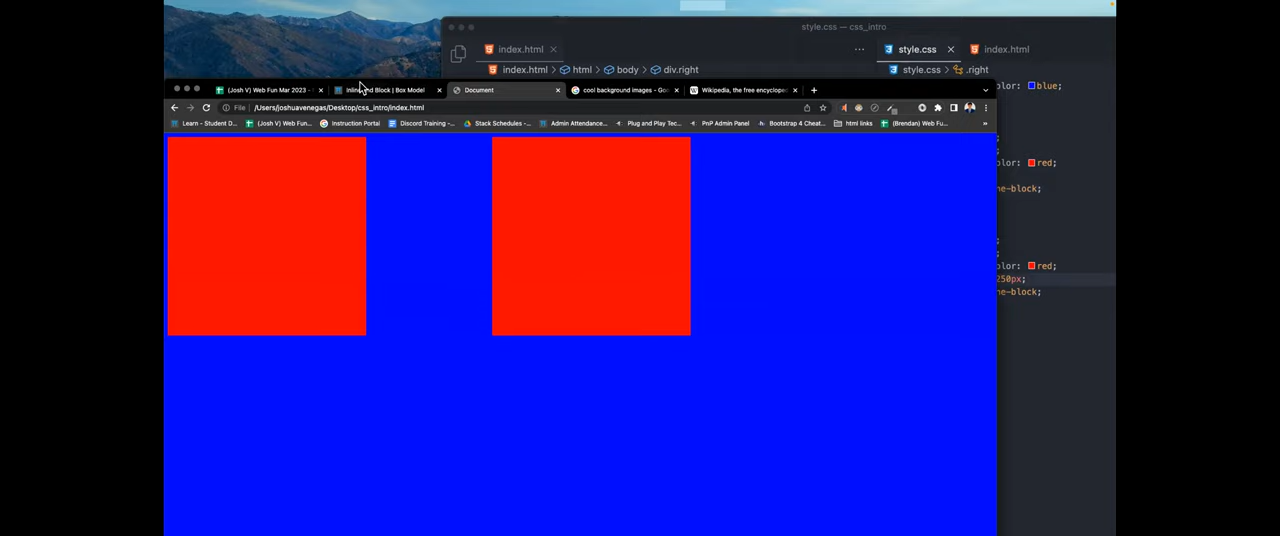 style.css — css_intro
index.html
style.css
index.html
index.html › html › body › div.right
style.css › .right
olor: blue;
(Josh V) Web Fun Mar 2023 -
Document
cool background images - Goo
Wikipedia, the free encyclope
File /Users/joshuavenegas/Desktop/css_intro/index.html
Learn - Student D...
(Josh V) Web Fun...
Instruction Portal
Discord Training -...
Stack Schedules -...
Admin Attendance...
Plug and Play Tec...
PnP Admin Panel
Bootstrap 4 Cheat...
html links
(Brendan) Web Fu...
»
;
;
olor: red;
ne-block;
;
;
olor: red;
250px;
ne-block;